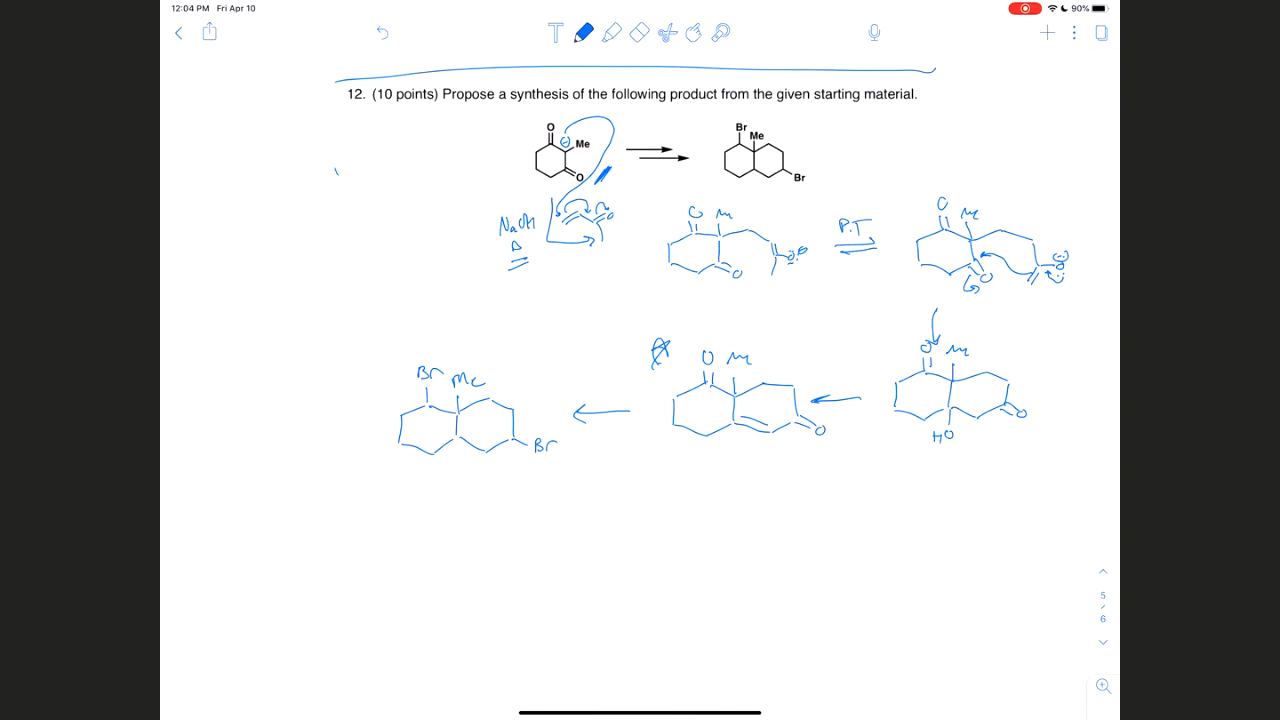 12:04 PM Fri Apr 10
90%
12. (10 points) Propose a synthesis of the following product from the given starting material.
O
Me
O
Br
Me
Br
NaOH
Δ
O
O
Me
O
O
P.T
O
Me
O
O
Br
Me
Br
O
Me
O
O
Me
O
HO
5
/
6